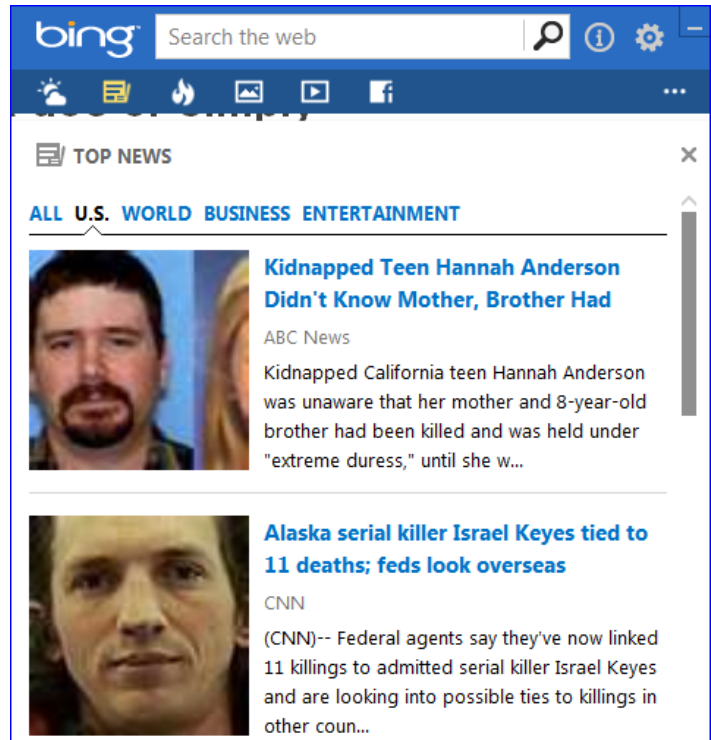 bing
Search the web
TOP NEWS
ALL U.S. WORLD BUSINESS ENTERTAINMENT
Kidnapped Teen Hannah Anderson
Didn't Know Mother, Brother Had
ABC News
Kidnapped California teen Hannah Anderson
was unaware that her mother and 8-year-old
brother had been killed and was held under
"extreme duress," until she w...
Alaska serial killer Israel Keyes tied to
11 deaths; feds look overseas
CNN
(CNN)-- Federal agents say they've now linked
11 killings to admitted serial killer Israel Keyes
and are looking into possible ties to killings in
other coun...